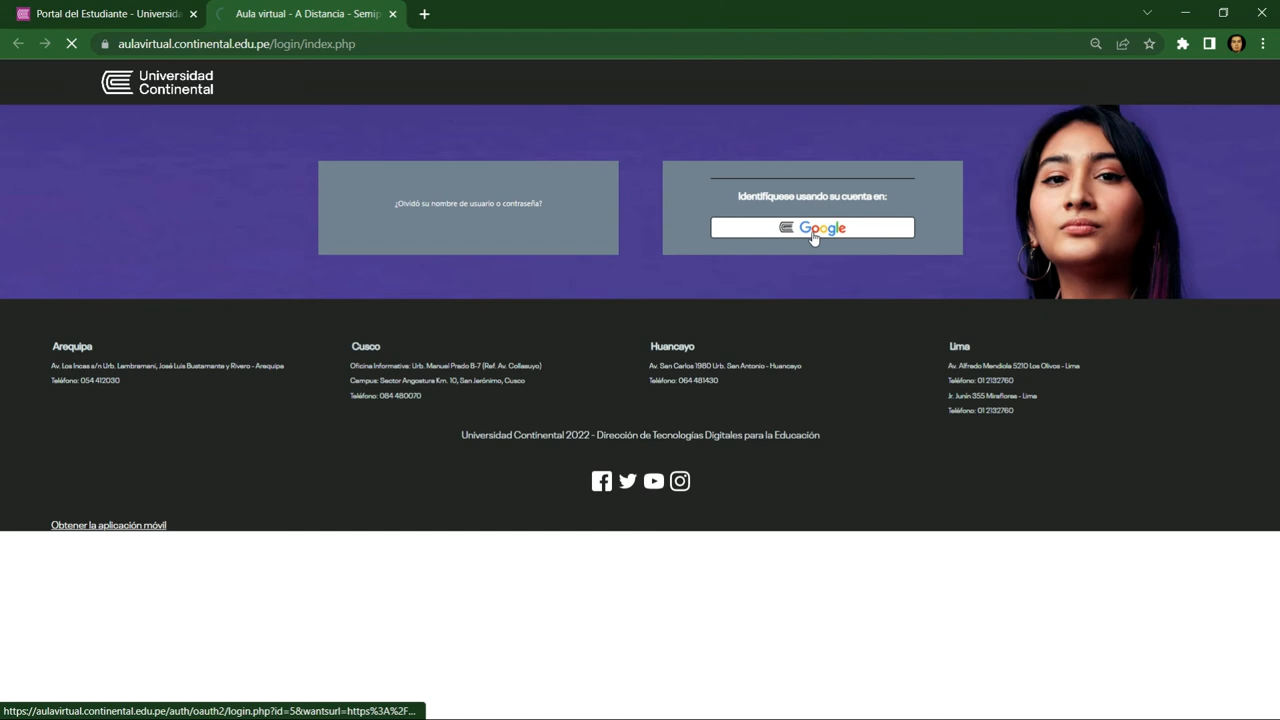 Portal del Estudiante - Universida
Aula virtual - A Distancia - Semip
aulavirtual.continental.edu.pe/login/index.php
Universidad
Continental
¿Olvidó su nombre de usuario o contraseña?
Identifíquese usando su cuenta en:
Google
Arequipa
Av. Los Incas s/n Urb. Lambramani, José Luis Bustamante y Rivero - Arequipa
Teléfono: 054 412030
Cusco
Oficina Informativa: Urb. Manuel Prado B-7 (Ref. Av. Collasuyo)
Campus: Sector Angostura Km. 10, San Jerónimo, Cusco
Teléfono: 084 480070
Huancayo
Av. San Carlos 1980 Urb. San Antonio - Huancayo
Teléfono: 064 481430
Lima
Av. Alfredo Mendiola 5210 Los Olivos - Lima
Teléfono: 01 2132760
Jr. Junín 355 Miraflores - Lima
Teléfono: 01 2132760
Universidad Continental 2022 - Dirección de Tecnologías Digitales para la Educación
Obtener la aplicación móvil
https://aulavirtual.continental.edu.pe/auth/oauth2/login.php?id=5&wantsurl=https%3A%2F...